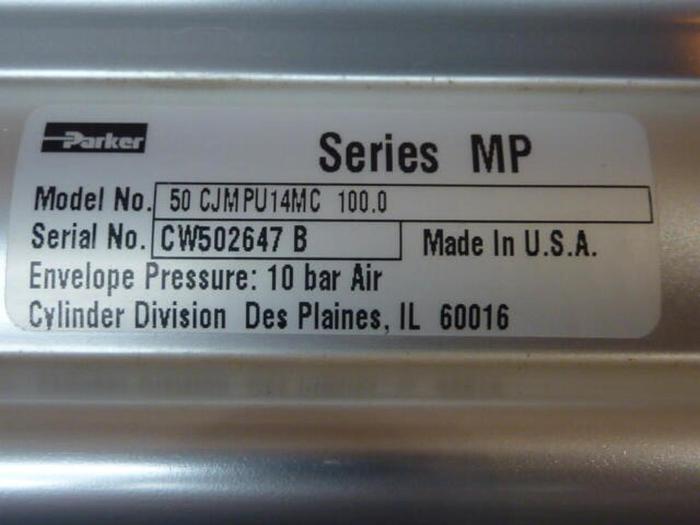 Parker
Series MP
Model No. 50 CJMPU14MC 100.0
Serial No. CW502647 B Made In U.S.A.
Envelope Pressure: 10 bar Air
Cylinder Division Des Plaines, IL 60016